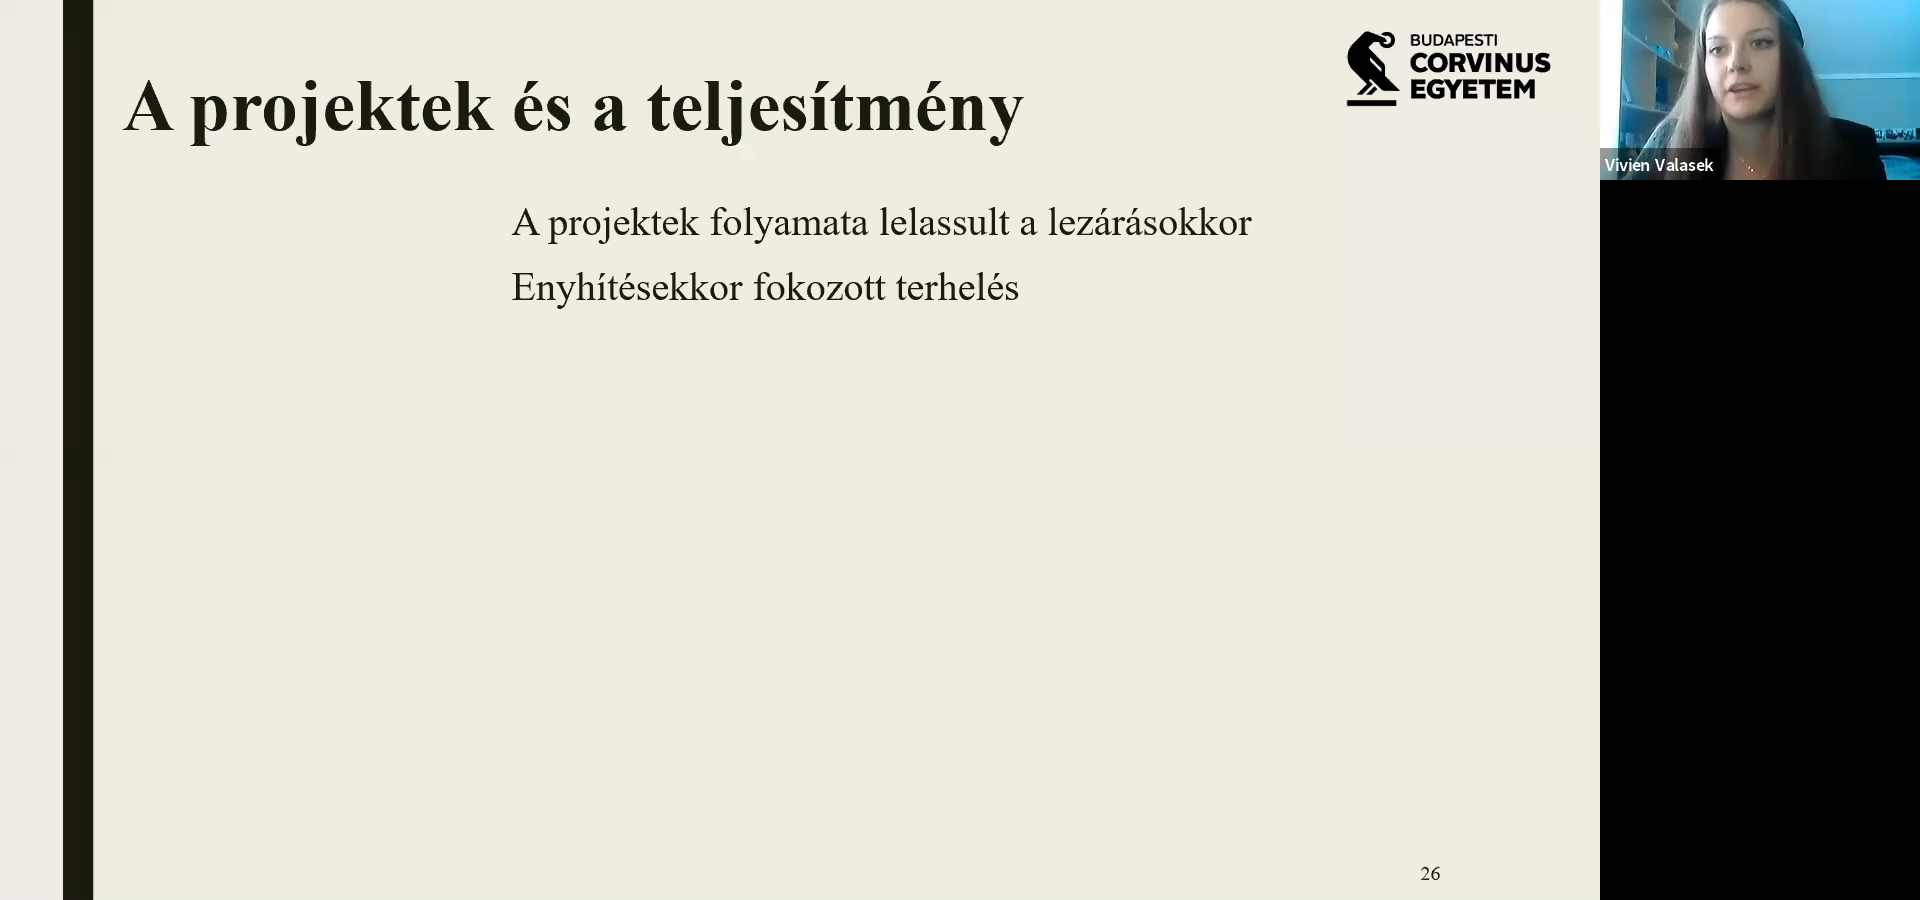 A projektek és a teljesítmény
BUDAPESTI
CORVINUS
EGYETEM
Vivien Valasek
A projektek folyamata lelassult a lezárásokkor
Enyhítésekkor fokozott terhelés
26